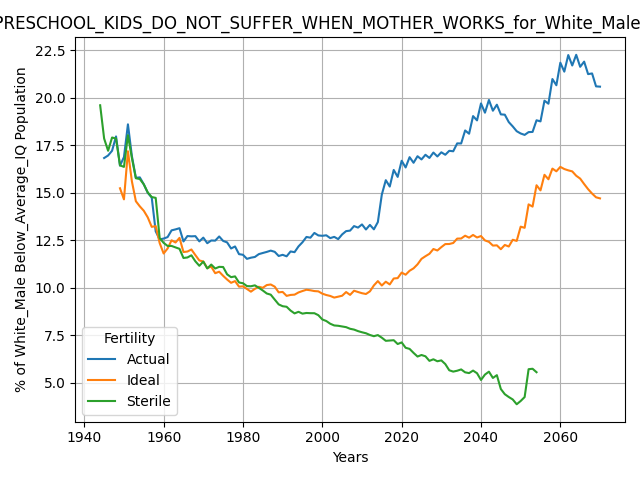 PRESCHOOL_KIDS_DO_NOT_SUFFER_WHEN_MOTHER_WORKS_for_White_Male
% of White_Male Below_Average_IQ Population
22.5
20.0
17.5
15.0
12.5
10.0
7.5
5.0
Fertility
Actual
Ideal
Sterile
1940
1960
1980
2000
2020
2040
2060
Years